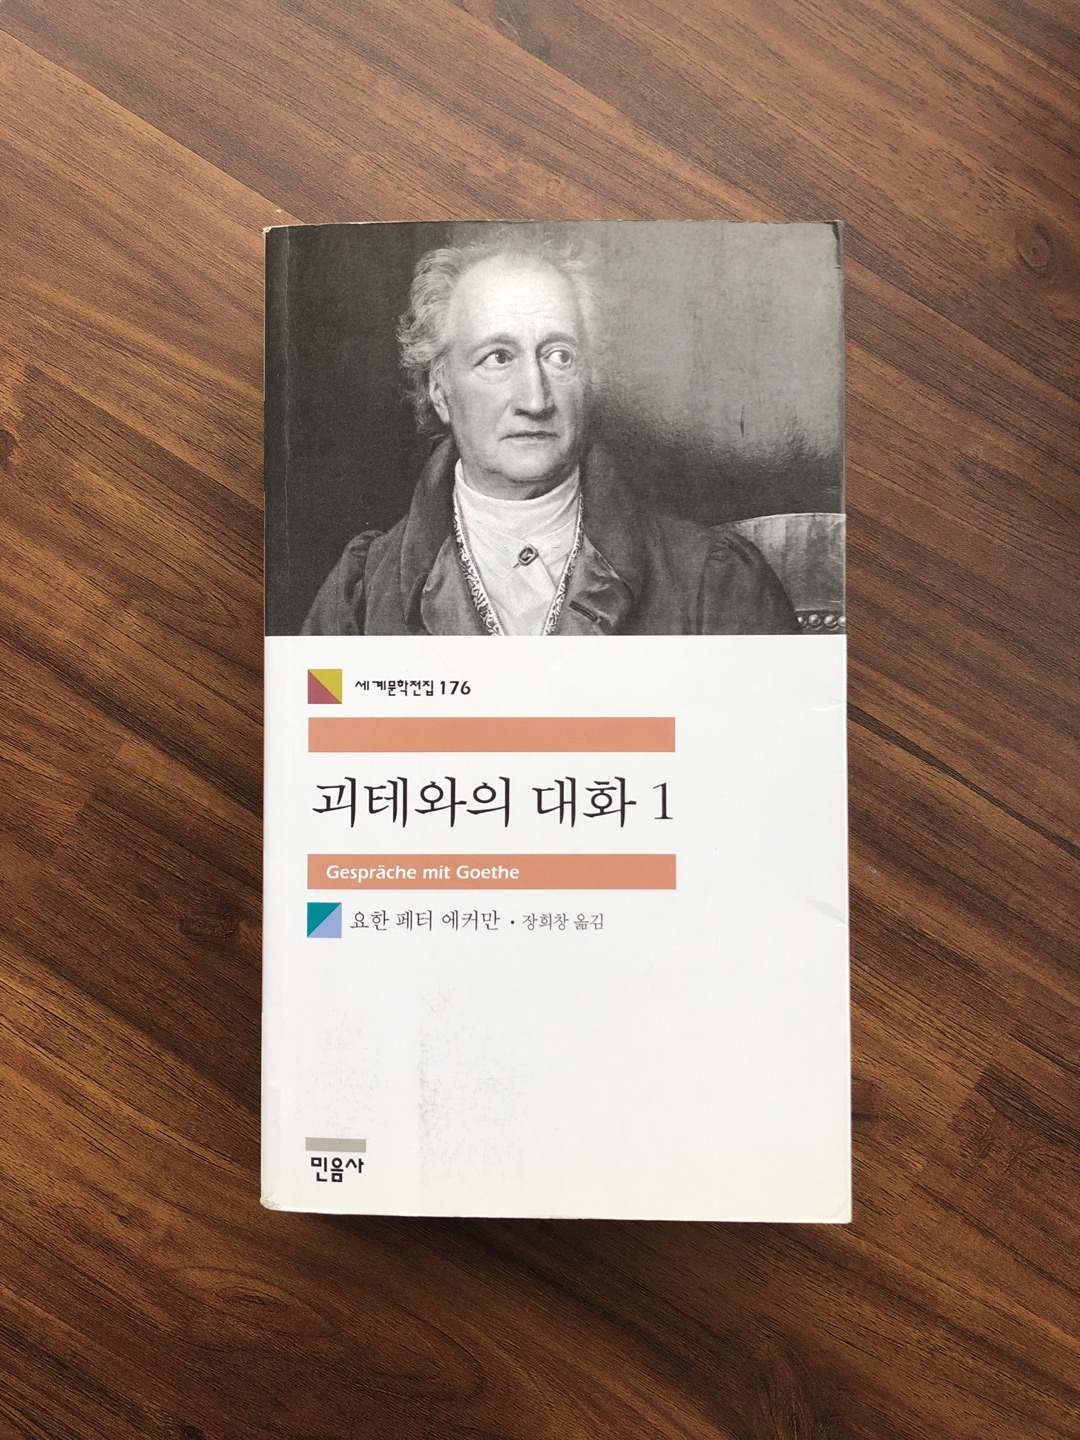 세계문학전집 176
괴테와의 대화 1
Gespräche mit Goethe
요한 페터 에커만 · 장희창 옮김
민음사